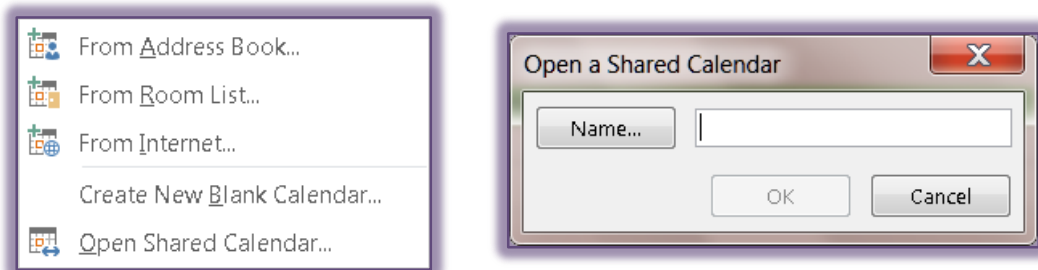 From Address Book...
From Room List...
From Internet...
Create New Blank Calendar...
Open Shared Calendar...
Open a Shared Calendar
Name...
OK
Cancel